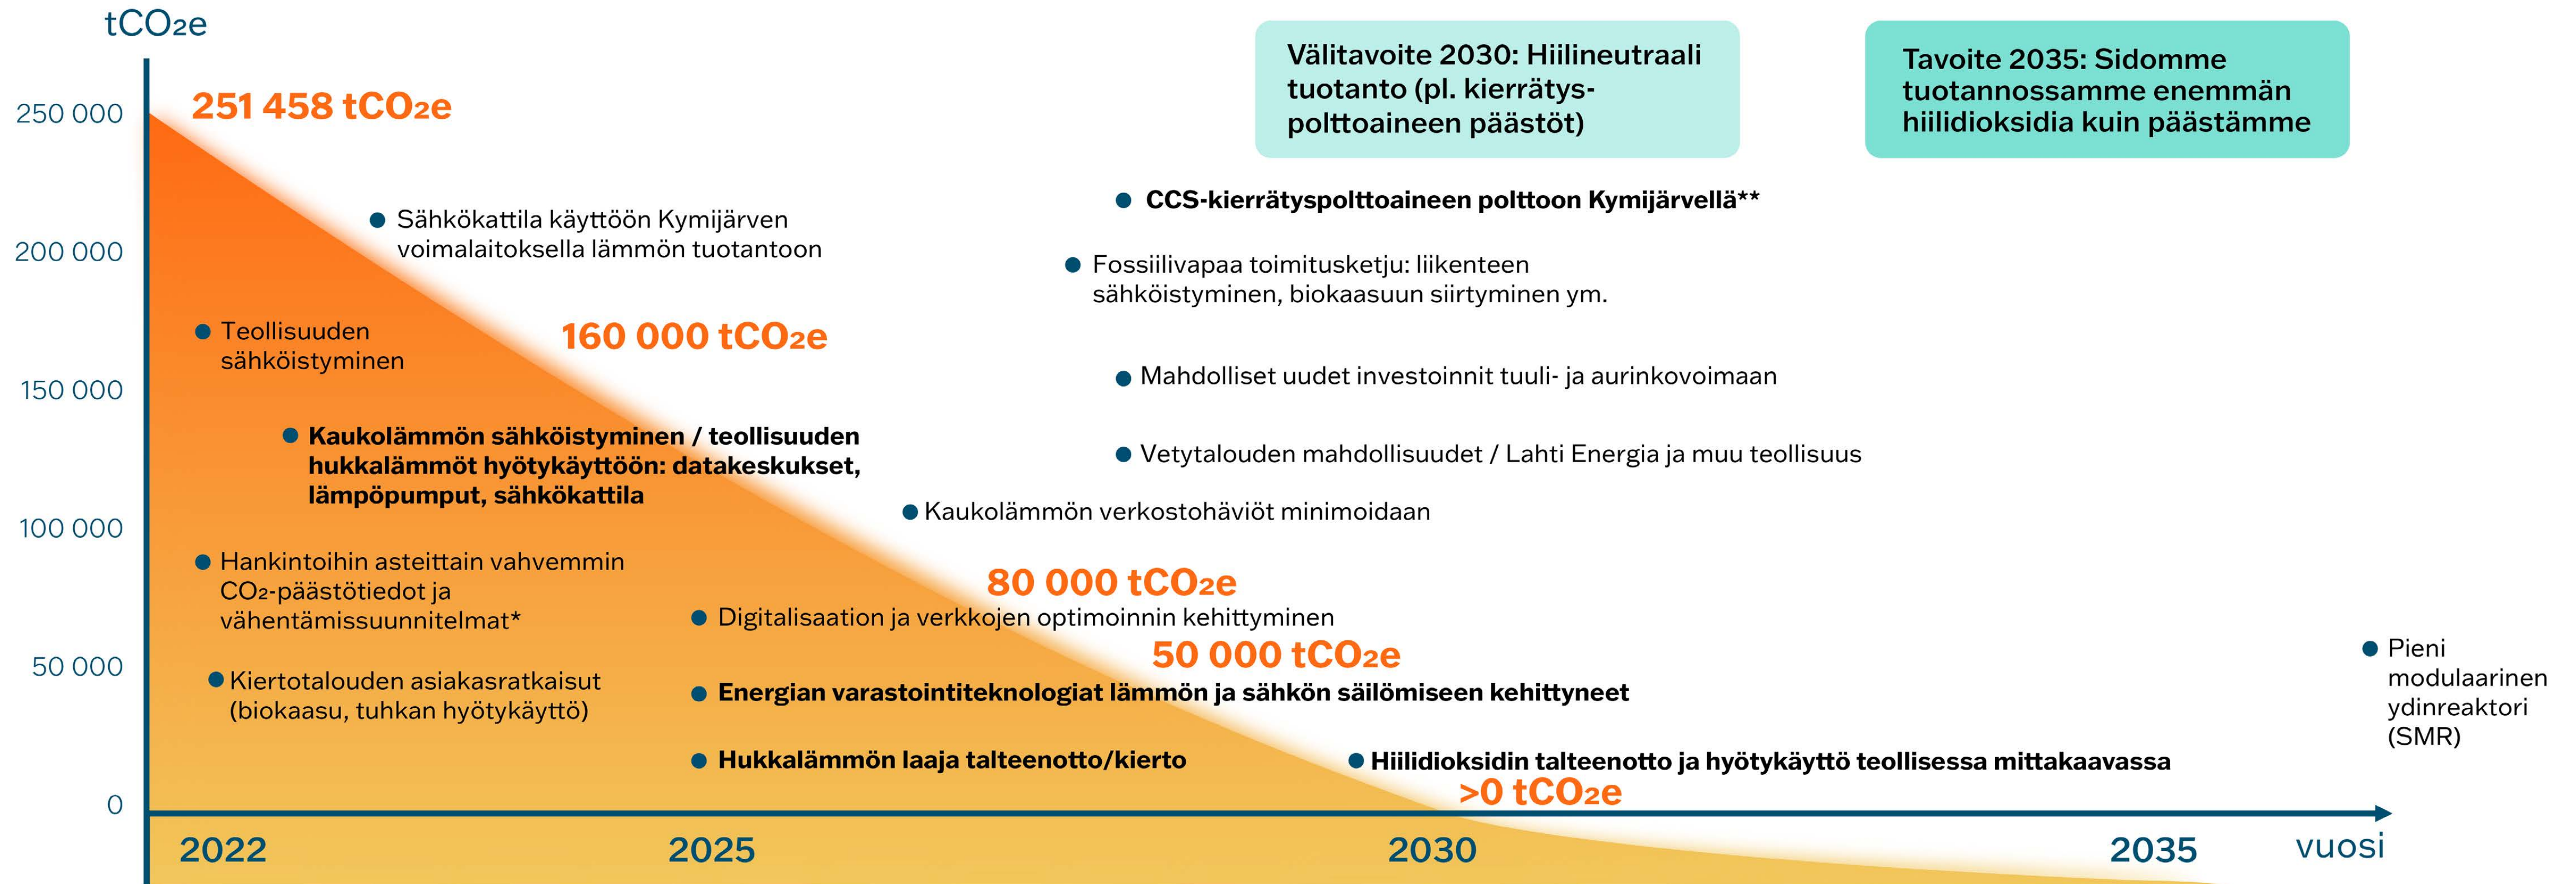 tCO₂e
250 000
200 000
150 000
100 000
50 000
0
251 458 tCO₂e
Välitavoite 2030: Hiilineutraali
tuotanto (pl. kierrätys-
polttoaineen päästöt)
Tavoite 2035: Sidomme
tuotannossamme enemmän
hiilidioksidia kuin päästämme
Sähkökattila käyttöön Kymijärven
voimalaitoksella lämmön tuotantoon
CCS-kierrätyspolttoaineen polttoon Kymijärvellä**
Fossiilivapaa toimitusketju: liikenteen
sähköistyminen, biokaasuun siirtyminen ym.
Teollisuuden
sähköistyminen
160 000 tCO₂e
Mahdolliset uudet investoinnit tuuli- ja aurinkovoimaan
Kaukolämmön sähköistyminen / teollisuuden
hukkalämmöt hyötykäyttöön: datakeskukset,
lämpöpumput, sähkökattila
Vetytalouden mahdollisuudet / Lahti Energia ja muu teollisuus
Kaukolämmön verkostohäviöt minimoidaan
Hankintoihin asteittain vahvemmin
CO₂-päästötiedot ja
vähentämissuunnitelmat*
80 000 tCO₂e
Digitalisaation ja verkkojen optimoinnin kehittyminen
50 000 tCO₂e
Kiertotalouden asiakasratkaisut
(biokaasu, tuhkan hyötykäyttö)
Energian varastointiteknologiat lämmön ja sähkön säilömiseen kehittyneet
Pieni
modulaarinen
ydinreaktori
(SMR)
Hukkalämmön laaja talteenotto/kierto
Hiilidioksidin talteenotto ja hyötykäyttö teollisessa mittakaavassa
>0 tCO₂e
2022
2025
2030
2035
vuosi